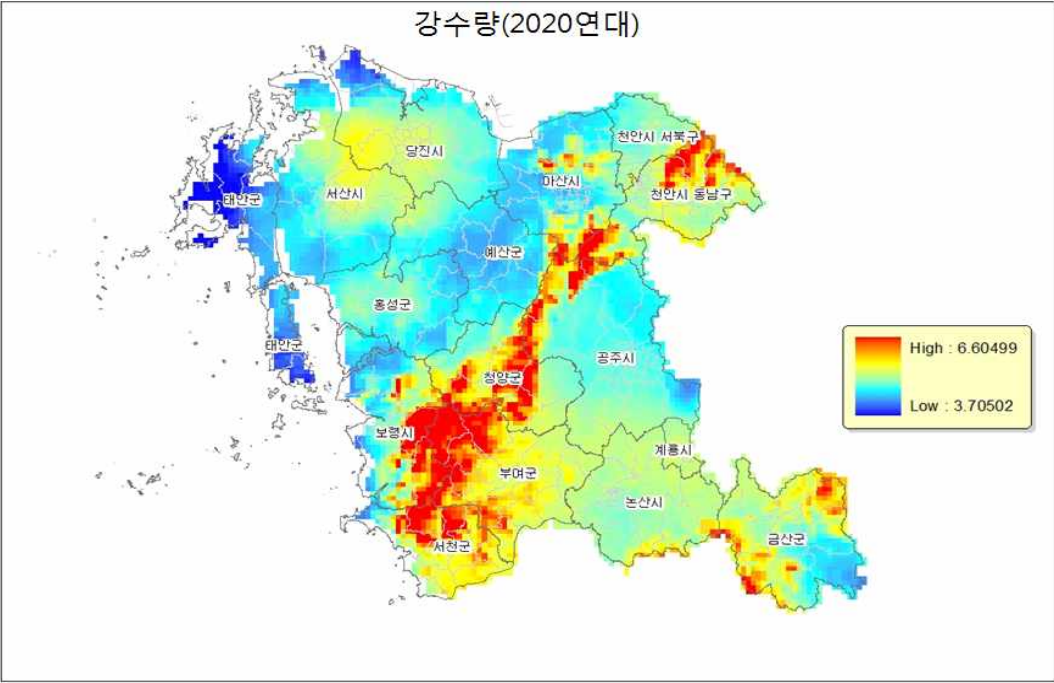 강수량(2020연대)
천안시 서북구
당진시
아산시
태안군
서산시
천안시 동남구
예산군
홍성군
태안군
공주시
High : 6.60499
청양군
Low : 3.70502
보령시
계룡시
부여군
논산시
서천군
금산군